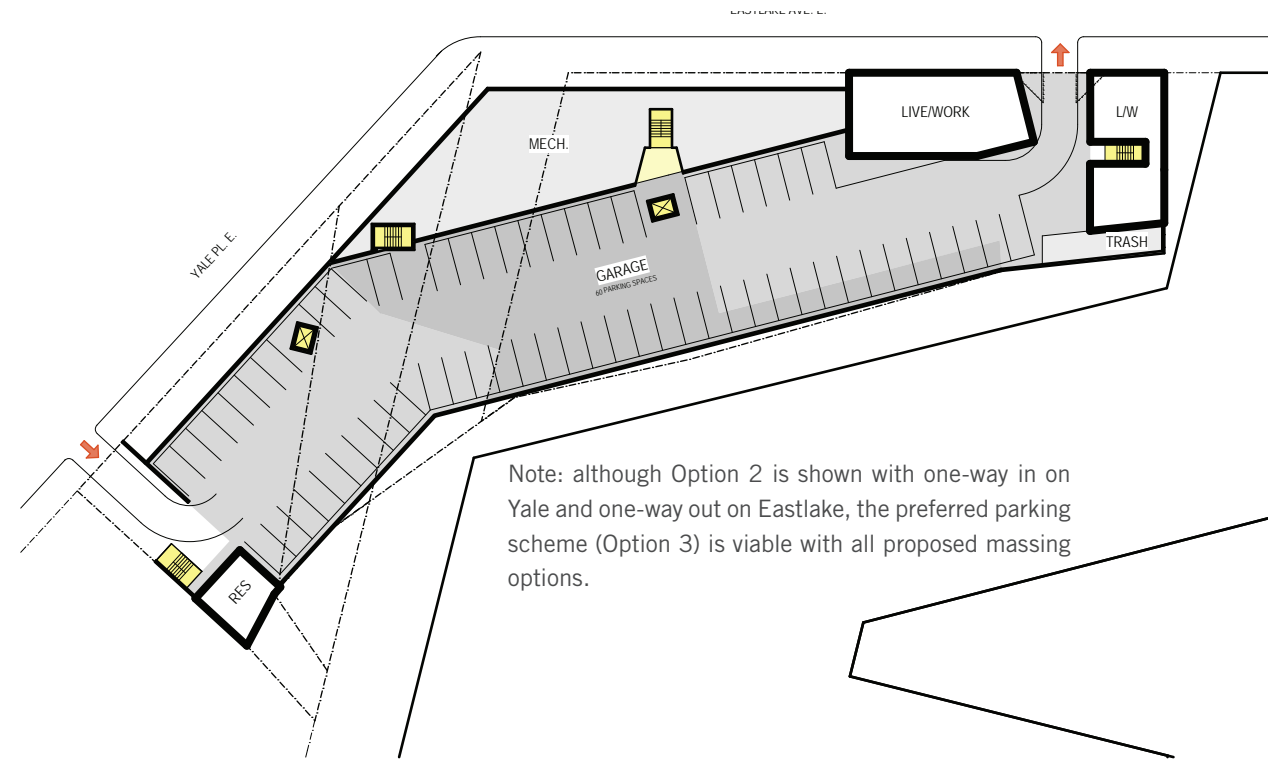 EASTLAKE AVE. E.
LIVE/WORK
L/W
MECH.
YALE PL. E.
TRASH
GARAGE
60 PARKING SPACES
RES
Note: although Option 2 is shown with one-way in on
Yale and one-way out on Eastlake, the preferred parking
scheme (Option 3) is viable with all proposed massing
options.